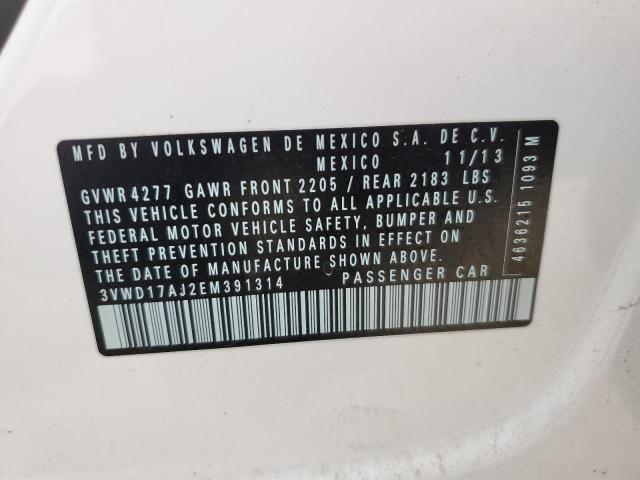 MFD BY VOLKSWAGEN DE MEXICO S.A. DE C.V.
MEXICO 11/13
GVWR 4277 GAWR FRONT 2205 / REAR 2183 LBS
THIS VEHICLE CONFORMS TO ALL APPLICABLE U.S.
FEDERAL MOTOR VEHICLE SAFETY, BUMPER AND
THEFT PREVENTION STANDARDS IN EFFECT ON
THE DATE OF MANUFACTURE SHOWN ABOVE.
3VWD17AJ2EM391314 PASSENGER CAR
4636215 1093 M